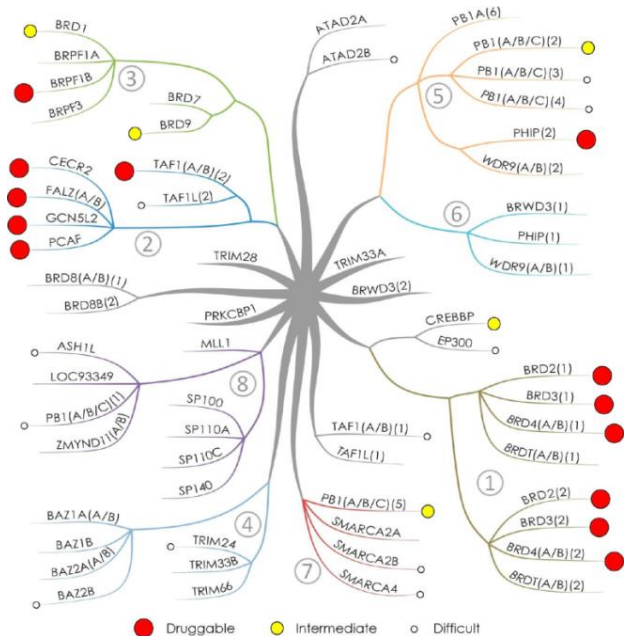 BRD1
BRPF1A
BRPF1B
BRPF3
3
BRD7
BRD9
CECR2
FALZ(A/B)
GCN5L2
PCAF
2
TAF1(A/B)(2)
TAF1L(2)
ATAD2A
ATAD2B
PB1A(6)
PB1(A/B/C)(2)
PB1(A/B/C)(3)
PB1(A/B/C)(4)
5
PHIP(2)
WDR9(A/B)(2)
6
BRWD3(1)
PHIP(1)
WDR9(A/B)(1)
TRIM28
TRIM33A
BRD8(A/B)(1)
BRD8B(2)
PRKCBP1
BRWD3(2)
MLL1
ASH1L
LOC93349
PB1(A/B/C)(1)
ZMYND11(A/B)
8
SP100
SP110A
SP110C
SP140
CREBBP
EP300
BRD2(1)
BRD3(1)
BRD4(A/B)(1)
BRDT(A/B)(1)
1
BRD2(2)
BRD3(2)
BRD4(A/B)(2)
BRDT(A/B)(2)
TAF1(A/B)(1)
TAF1L(1)
BAZ1A(A/B)
BAZ1B
BAZ2A(A/B)
BAZ2B
4
TRIM24
TRIM33B
TRIM66
7
PB1(A/B/C)(5)
SMARCA2A
SMARCA2B
SMARCA4
Druggable
Intermediate
Difficult